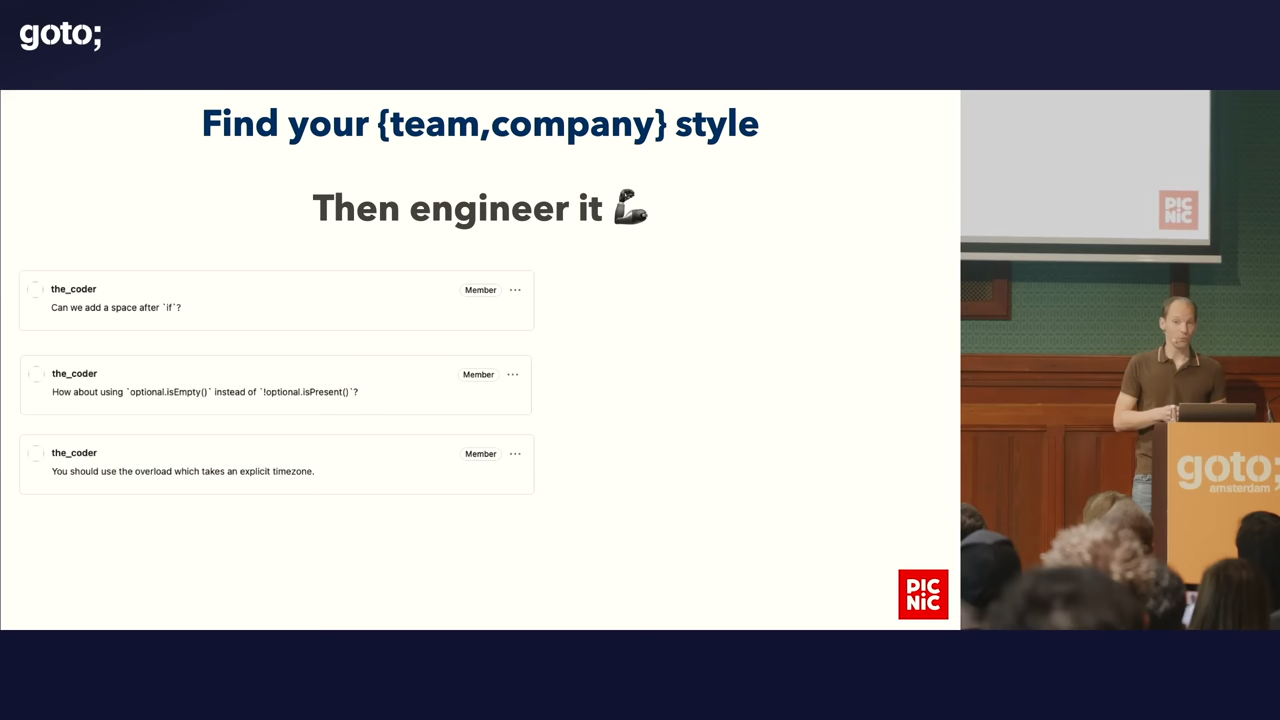 goto;
Find your {team,company} style
Then engineer it 🦾
the_coder
Member ...
Can we add a space after `if`?
the_coder
Member ...
How about using `optional.isEmpty()` instead of `!optional.isPresent()`?
the_coder
Member ...
You should use the overload which takes an explicit timezone.
PIC
NIC
PIC
NIC
goto;
amsterdam